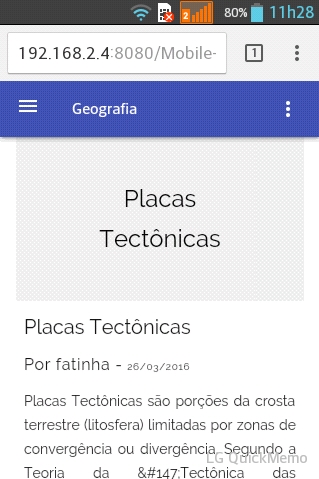 2 80% 11h28
192.168.2.4:8080/Mobile- 1
Geografia
Placas
Tectônicas
Placas Tectônicas
Por fatinha - 26/03/2016
Placas Tectônicas são porções da crosta
terrestre (litosfera) limitadas por zonas de
convergência ou divergência. Segundo a
LG QuickMemo
Teoria da &#147;Tectônica das